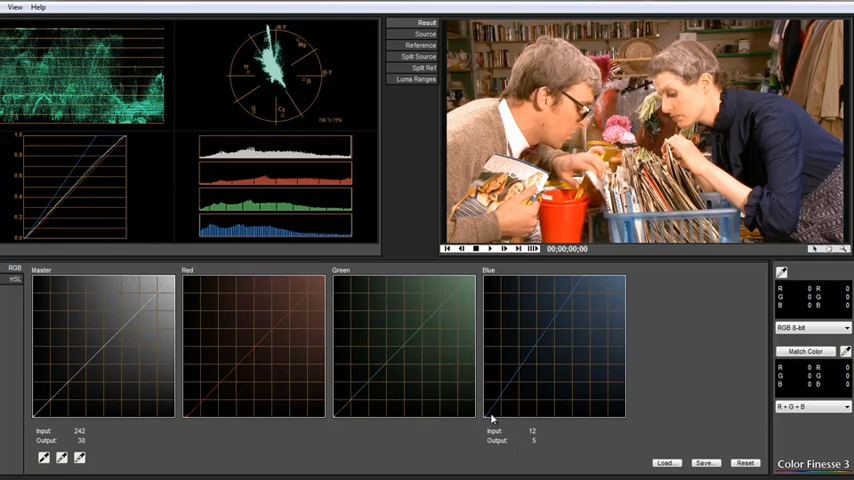 View Help
Result
Source
Reference
Split Source
Split Ref
Luma Ranges
R-Y
Mg
B-Y
Yl
B
G
Cy
1.0
0.8
0.6
0.4
0.2
0.0
00;00;00;00
RGB
HSL
Master
Red
Green
Blue
Input: 242
Output: 30
Input: 12
Output: 5
Load...
Save...
Reset
R 0 R 0
G 0 G 0
B 0 B 0
RGB 8-bit
Match Color
R 0 R 0
G 0 G 0
B 0 B 0
R + G + B
Color Finesse 3